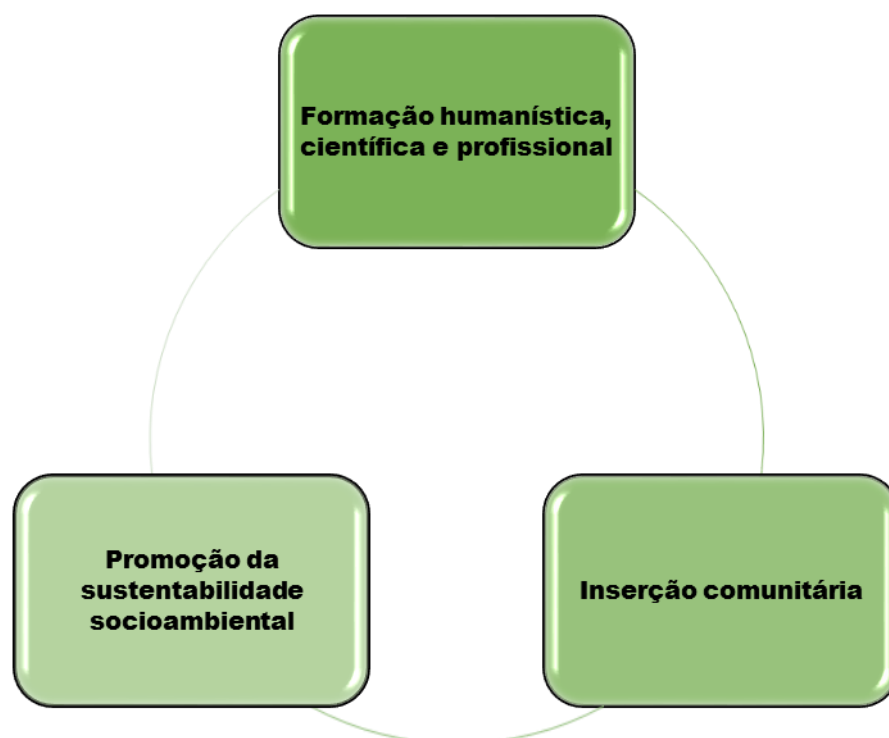 Formação humanística,
científica e profissional
Promoção da
sustentabilidade
socioambiental
Inserção comunitária